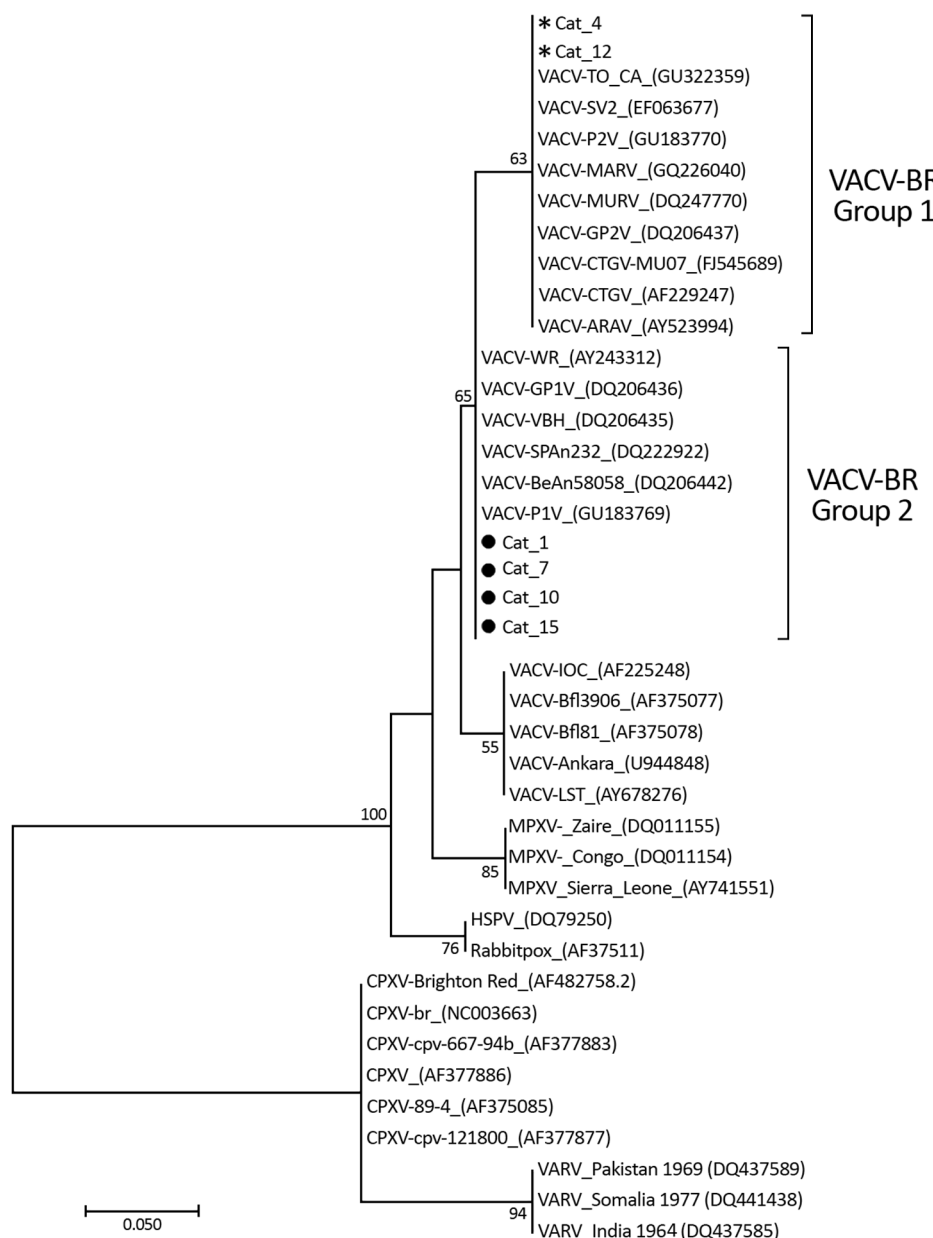 * Cat_4
* Cat_12
VACV-TO_CA_(GU322359)
VACV-SV2_(EF063677)
VACV-P2V_(GU183770)
63
VACV-MARV_(GQ226040)
VACV-BR
Group 1
VACV-MURV_(DQ247770)
VACV-GP2V_(DQ206437)
VACV-CTGV-MU07_(FJ545689)
VACV-CTGV_(AF229247)
VACV-ARAV_(AY523994)
VACV-WR_(AY243312)
VACV-GP1V_(DQ206436)
65
VACV-VBH_(DQ206435)
VACV-SPAn232_(DQ222922)
VACV-BeAn58058_(DQ206442)
VACV-BR
Group 2
VACV-P1V_(GU183769)
● Cat_1
● Cat_7
● Cat_10
● Cat_15
VACV-IOC_(AF225248)
VACV-Bfl3906_(AF375077)
VACV-Bfl81_(AF375078)
55
VACV-Ankara_(U944848)
VACV-LST_(AY678276)
100
MPXV-_Zaire_(DQ011155)
MPXV-_Congo_(DQ011154)
85
MPXV_Sierra_Leone_(AY741551)
HSPV_(DQ79250)
76
Rabbitpox_(AF37511)
CPXV-Brighton Red_(AF482758.2)
CPXV-br_(NC003663)
CPXV-cpv-667-94b_(AF377883)
CPXV_(AF377886)
CPXV-89-4_(AF375085)
CPXV-cpv-121800_(AF377877)
VARV_Pakistan 1969 (DQ437589)
VARV_Somalia 1977 (DQ441438)
94
VARV_India 1964 (DQ437585)
0.050